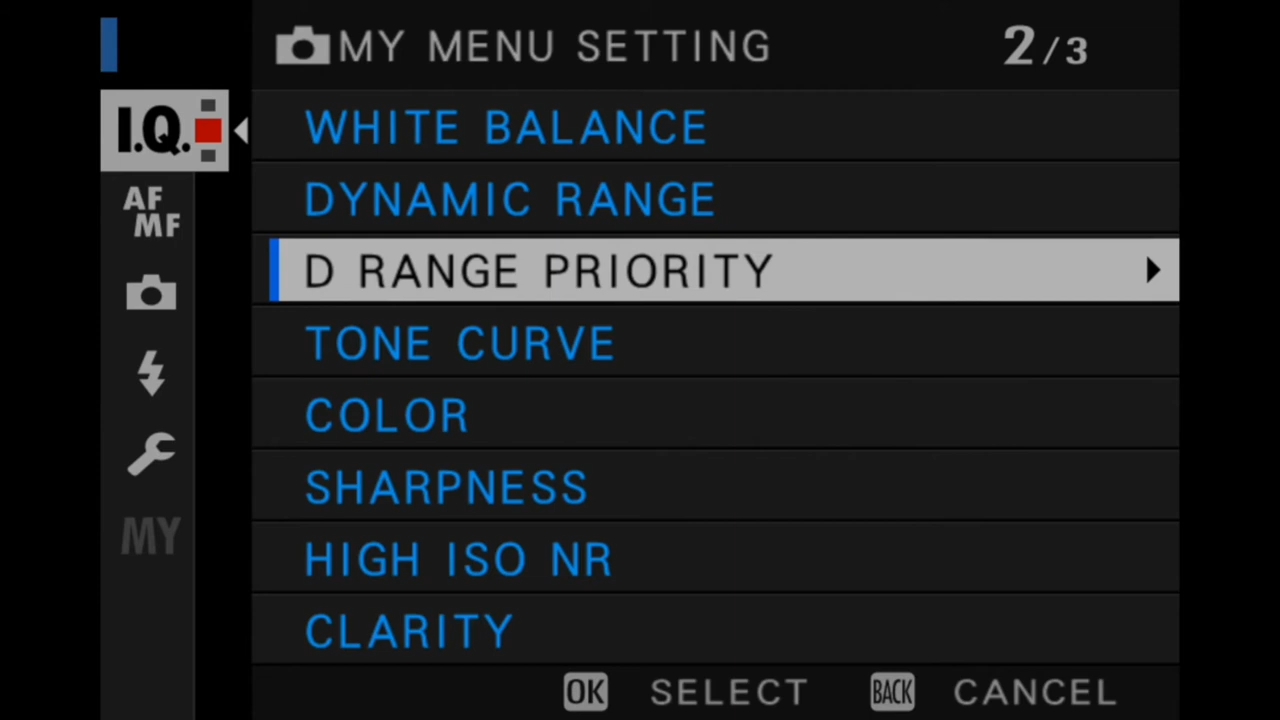 MY MENU SETTING 2/3
I.Q.
WHITE BALANCE
AF
MF
DYNAMIC RANGE
D RANGE PRIORITY
TONE CURVE
COLOR
SHARPNESS
MY
HIGH ISO NR
CLARITY
OK SELECT BACK CANCEL